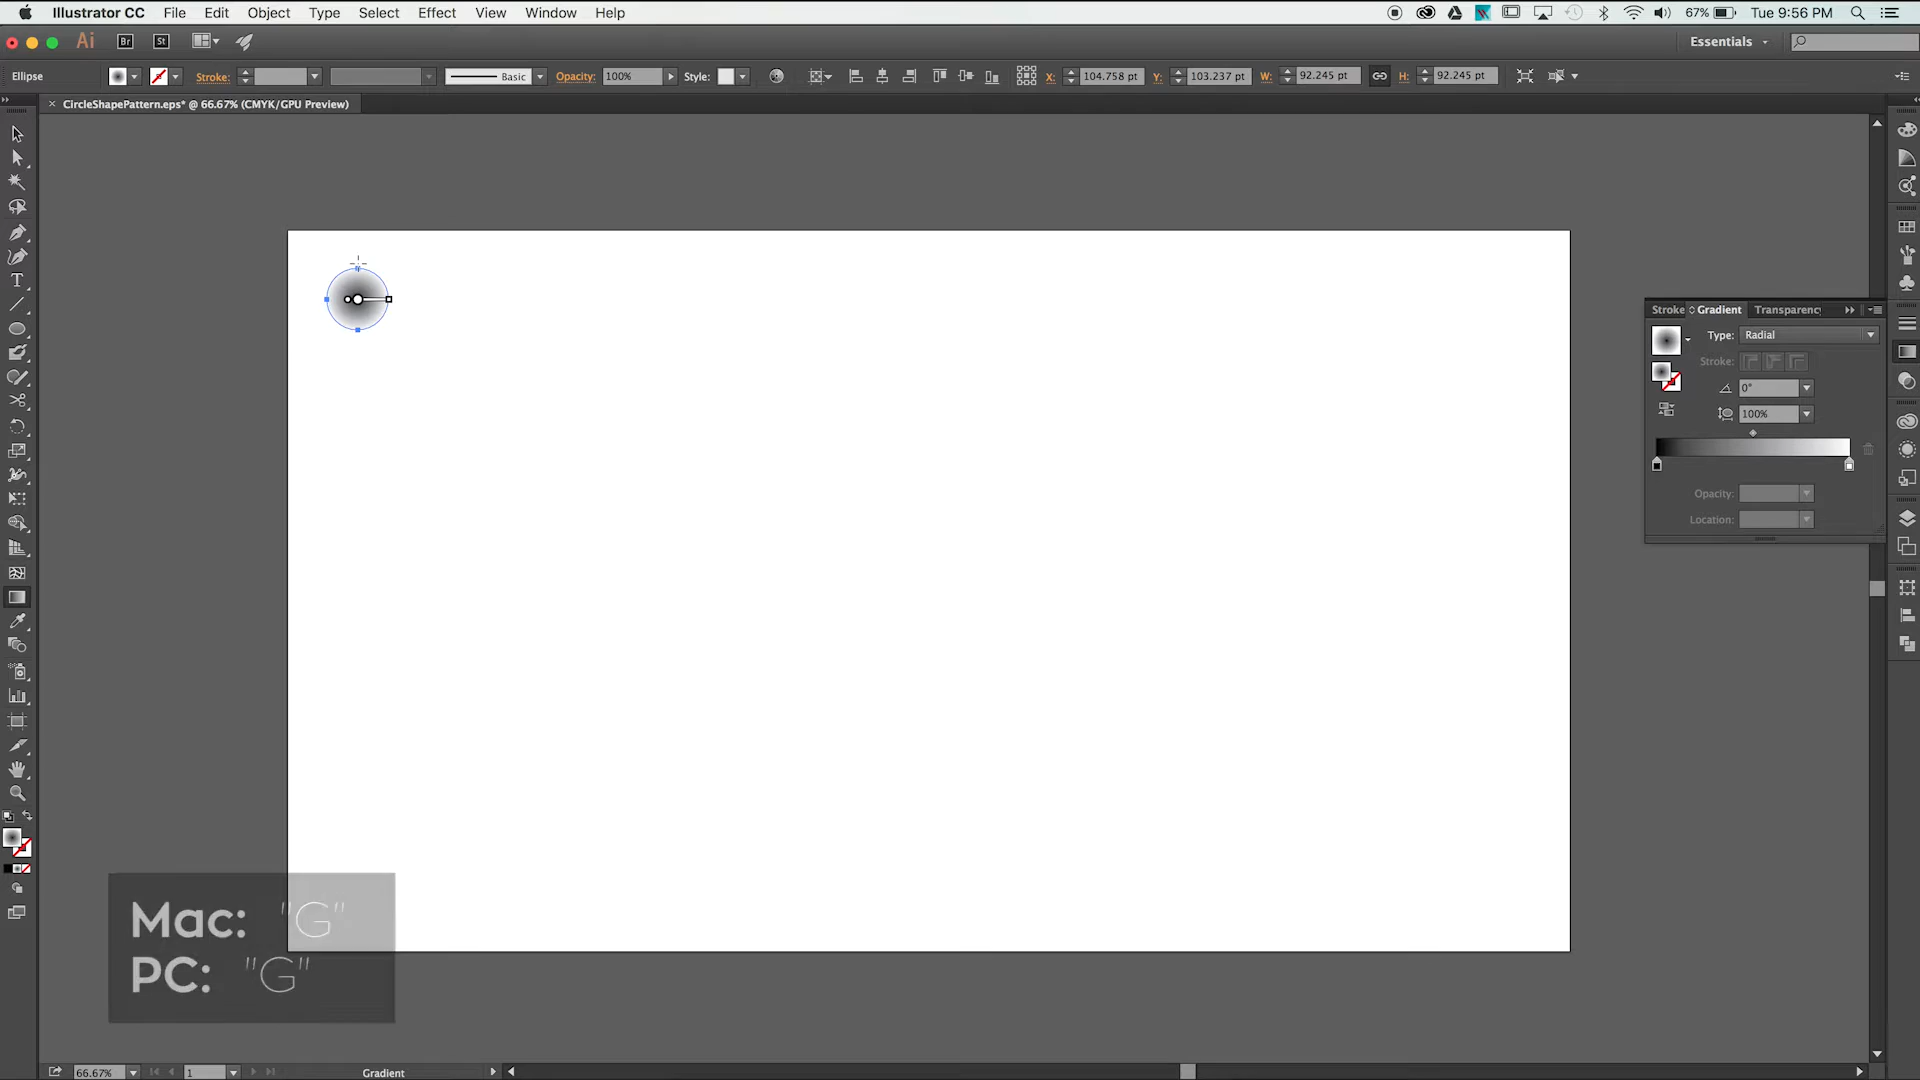 Illustrator CC File Edit Object Type Select Effect View Window Help 67% Tue 9:56 PM
Ai Br St Essentials
Ellipse Stroke: Basic Opacity: 100% Style: X: 104.758 pt Y: 103.237 pt W: 92.245 pt H: 92.245 pt
× CircleShapePattern.eps* @ 66.67% (CMYK/GPU Preview)
Stroke Gradient Transparency
Type: Radial
Stroke:
0°
100%
Opacity:
Location:
Mac: "G"
PC: "G"
66.67% 1 Gradient